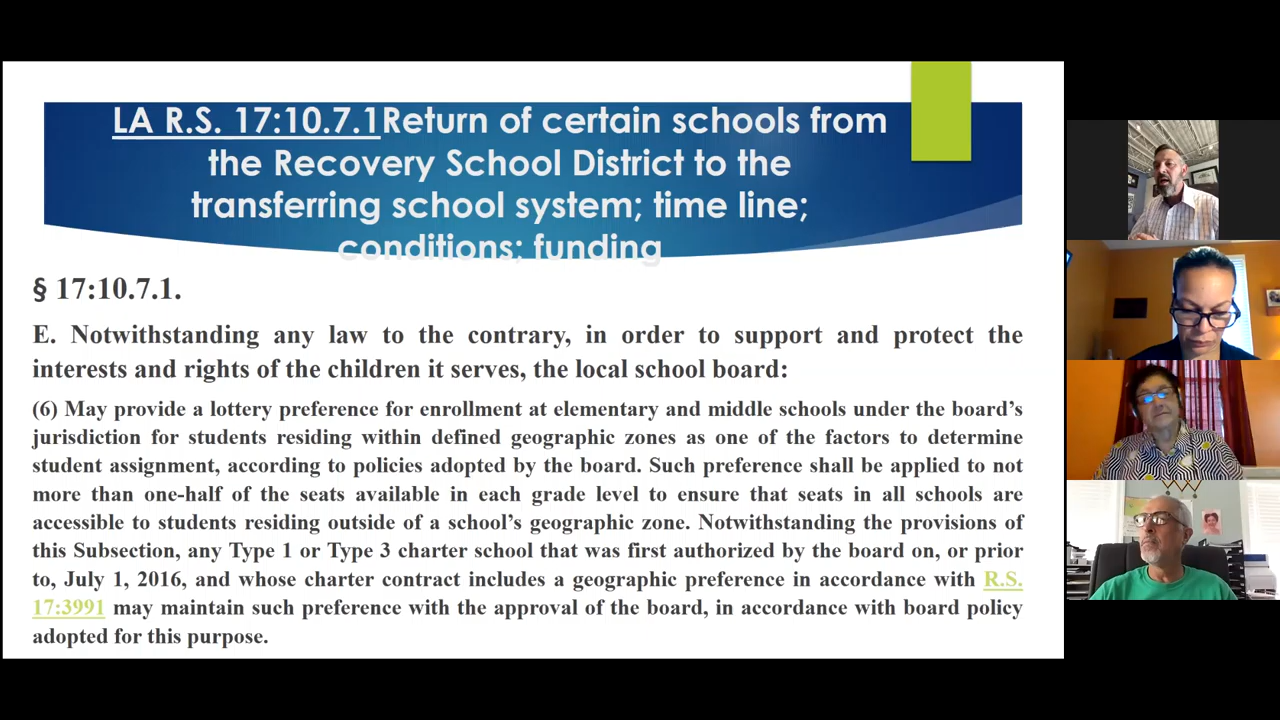 LA R.S. 17:10.7.1Return of certain schools from
the Recovery School District to the
transferring school system; time line;
conditions; funding
§ 17:10.7.1.
E. Notwithstanding any law to the contrary, in order to support and protect the
interests and rights of the children it serves, the local school board:
(6) May provide a lottery preference for enrollment at elementary and middle schools under the board’s
jurisdiction for students residing within defined geographic zones as one of the factors to determine
student assignment, according to policies adopted by the board. Such preference shall be applied to not
more than one-half of the seats available in each grade level to ensure that seats in all schools are
accessible to students residing outside of a school’s geographic zone. Notwithstanding the provisions of
this Subsection, any Type 1 or Type 3 charter school that was first authorized by the board on, or prior
to, July 1, 2016, and whose charter contract includes a geographic preference in accordance with R.S.
17:3991 may maintain such preference with the approval of the board, in accordance with board policy
adopted for this purpose.